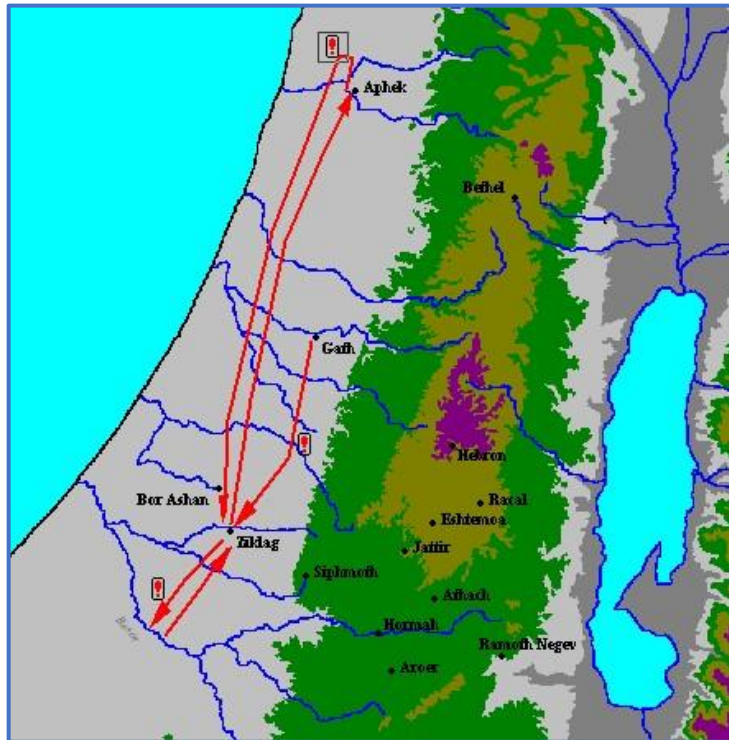 Aphek
Bethel
Gath
Hebron
Bor Ashan
Racal
Eshtemoa
Ziklag
Jattir
Siphmoth
Athach
Hormah
Ramoth Negev
Aroer